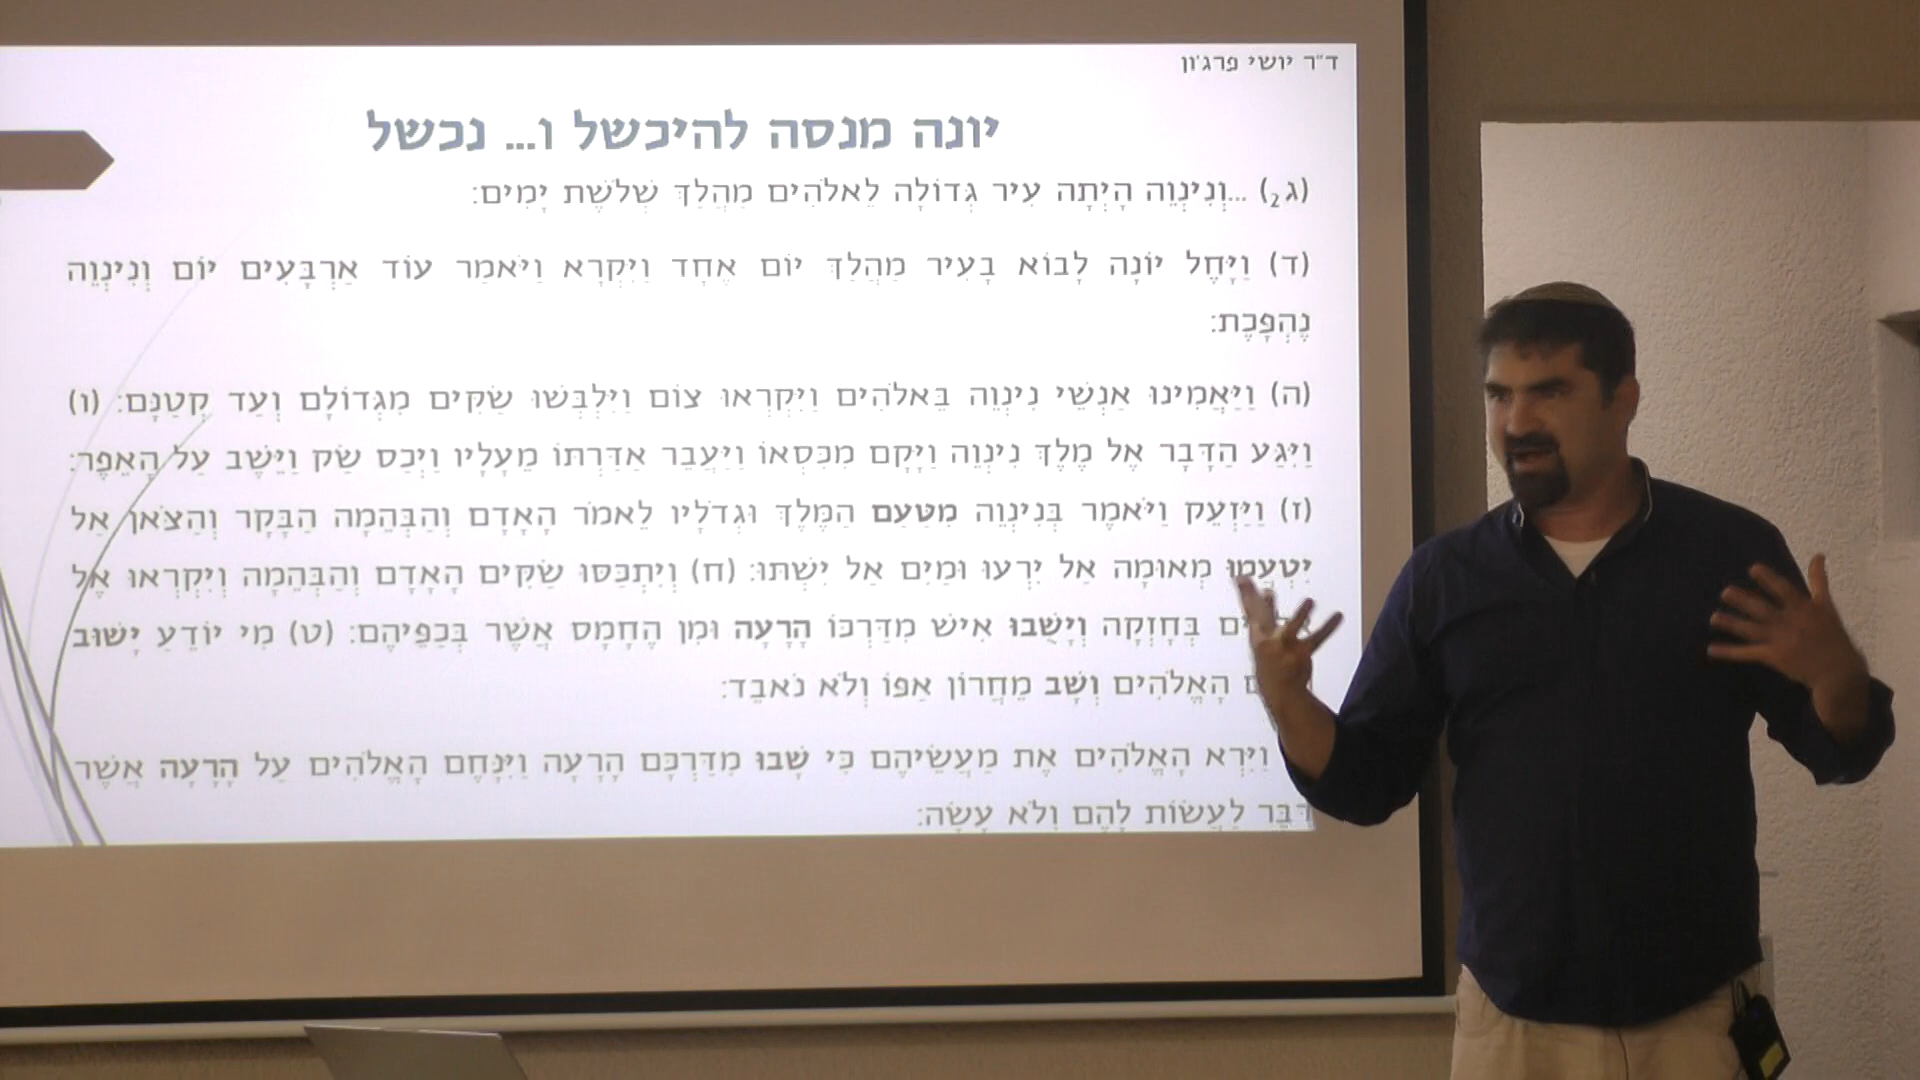 ד"ר יושי פרג'ון
יונה מנסה להיכשל ו... נכשל
(ג2) ...וְנִינְוֵה הָיְתָה עִיר גְּדוֹלָה לֵאלֹהִים מַהֲלַךְ שְׁלֹשֶׁת יָמִים:
(ד) וַיָּחֶל יוֹנָה לָבוֹא בָעִיר מַהֲלַךְ יוֹם אֶחָד וַיִּקְרָא וַיֹּאמַר עוֹד אַרְבָּעִים יוֹם וְנִינְוֵה
נֶהְפָּכֶת:
(ה) וַיַּאֲמִינוּ אַנְשֵׁי נִינְוֵה בֵּאלֹהִים וַיִּקְרְאוּ צוֹם וַיִּלְבְּשׁוּ שַׂקִּים מִגְּדוֹלָם וְעַד קְטַנָּם: (ו)
וַיִּגַּע הַדָּבָר אֶל מֶלֶךְ נִינְוֵה וַיָּקָם מִכִּסְאוֹ וַיַּעֲבֵר אַדַּרְתּוֹ מֵעָלָיו וַיְכַס שַׂק וַיֵּשֶׁב עַל הָאֵפֶר:
(ז) וַיַּזְעֵק וַיֹּאמֶר בְּנִינְוֵה מִטַּעַם הַמֶּלֶךְ וּגְדֹלָיו לֵאמֹר הָאָדָם וְהַבְּהֵמָה הַבָּקָר וְהַצֹּאן אַל
יִטְעֲמוּ מְאוּמָה אַל יִרְעוּ וּמַיִם אַל יִשְׁתּוּ: (ח) וְיִתְכַּסּוּ שַׂקִּים הָאָדָם וְהַבְּהֵמָה וְיִקְרְאוּ אֶל
בְּחָזְקָה וְיָשֻׁבוּ אִישׁ מִדַּרְכּוֹ הָרָעָה וּמִן הֶחָמָס אֲשֶׁר בְּכַפֵּיהֶם: (ט) מִי יוֹדֵעַ יָשׁוּב
הָאֱלֹהִים וְשָׁב מֵחֲרוֹן אַפּוֹ וְלֹא נֹאבֵד:
וַיַּרְא הָאֱלֹהִים אֶת מַעֲשֵׂיהֶם כִּי שָׁבוּ מִדַּרְכָּם הָרָעָה וַיִּנָּחֶם הָאֱלֹהִים עַל הָרָעָה אֲשֶׁר
דִּבֶּר לַעֲשׂוֹת לָהֶם וְלֹא עָשָׂה: